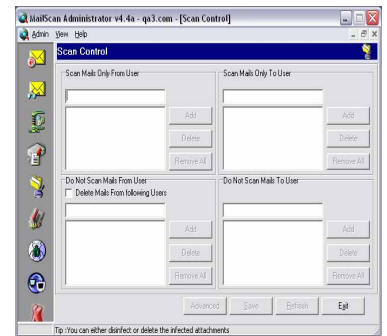 MailScan Administrator v4.4a - qa3.com - [Scan Control]
Admin View Help
Scan Control
Scan Mails Only From User
Scan Mails Only To User
Add
Add
Delete
Delete
Remove All
Remove All
Do Not Scan Mails From User
Do Not Scan Mails To User
Delete Mails From following Users
Add
Add
Delete
Delete
Remove All
Remove All
Advanced Save Refresh Exit
Tip :You can either disinfect or delete the infected attachments